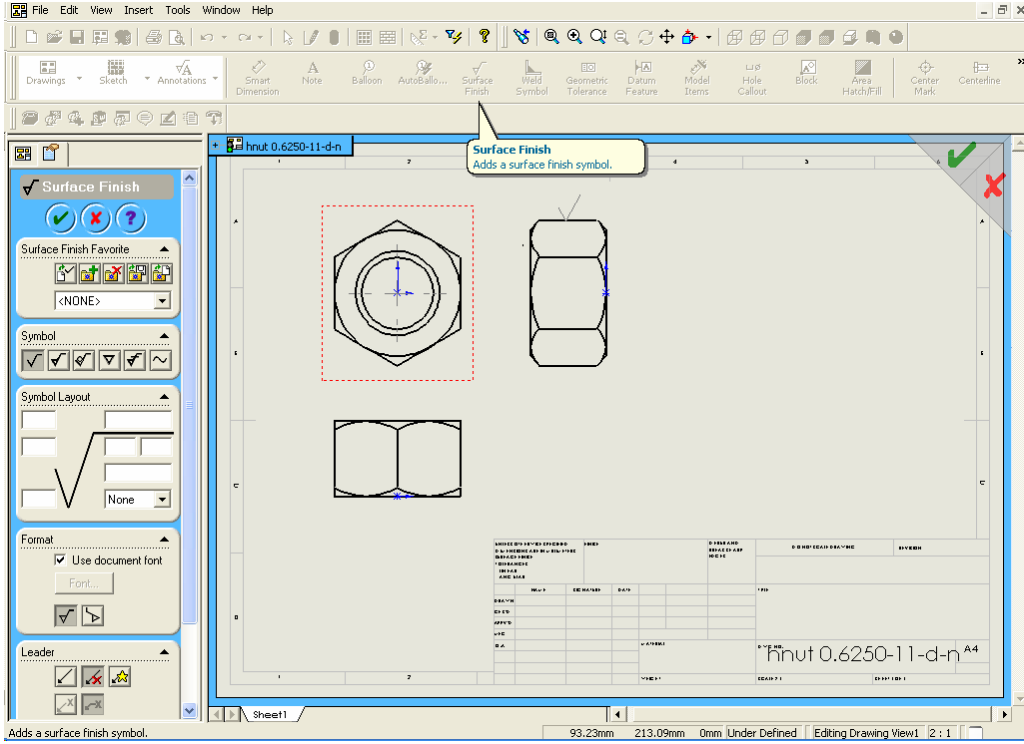 File Edit View Insert Tools Window Help
Drawings Sketch Annotations Smart Dimension Note Balloon AutoBallo... Surface Finish Weld Symbol Geometric Tolerance Datum Feature Model Items Hole Callout Block Area Hatch/Fill Center Mark Centerline
hnut 0.6250-11-d-n
Surface Finish
Adds a surface finish symbol.
Surface Finish
Surface Finish Favorite
<NONE>
Symbol
Symbol Layout
None
Format
Use document font
Font...
Leader
hnut 0.6250-11-d-n A4
Sheet1
Adds a surface finish symbol. 93.23mm 213.09mm 0mm Under Defined Editing Drawing View1 2 : 1